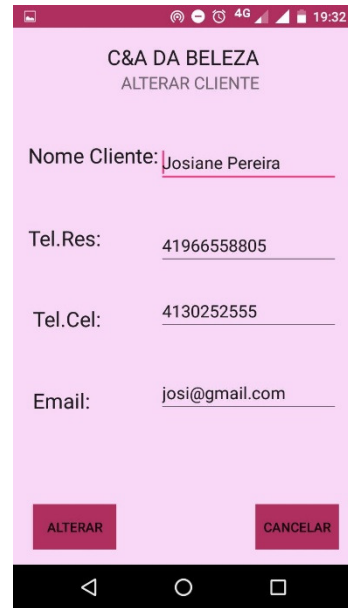 4G 19:32
C&A DA BELEZA
ALTERAR CLIENTE
Nome Cliente: Josiane Pereira
Tel.Res: 41966558805
Tel.Cel: 4130252555
Email: josi@gmail.com
ALTERAR CANCELAR